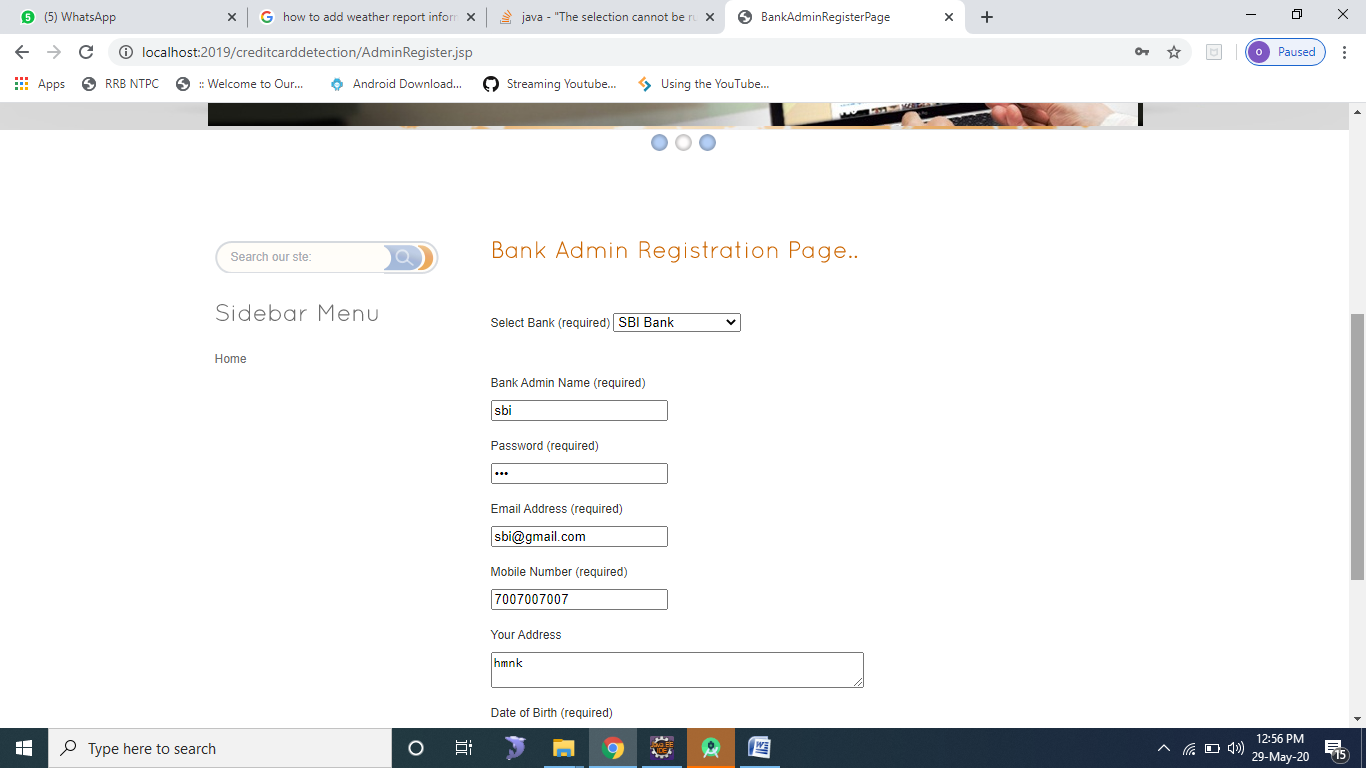 (5) WhatsApp
how to add weather report inform
java - "The selection cannot be ru
BankAdminRegisterPage
localhost:2019/creditcarddetection/AdminRegister.jsp
Paused
Apps
RRB NTPC
:: Welcome to Our...
Android Download...
Streaming Youtube...
Using the YouTube...
Search our ste:
Sidebar Menu
Home
Bank Admin Registration Page..
Select Bank (required) SBI Bank
Bank Admin Name (required)
sbi
Password (required)
•••
Email Address (required)
sbi@gmail.com
Mobile Number (required)
7007007007
Your Address
hmnk
Date of Birth (required)
Type here to search
12:56 PM
29-May-20
15